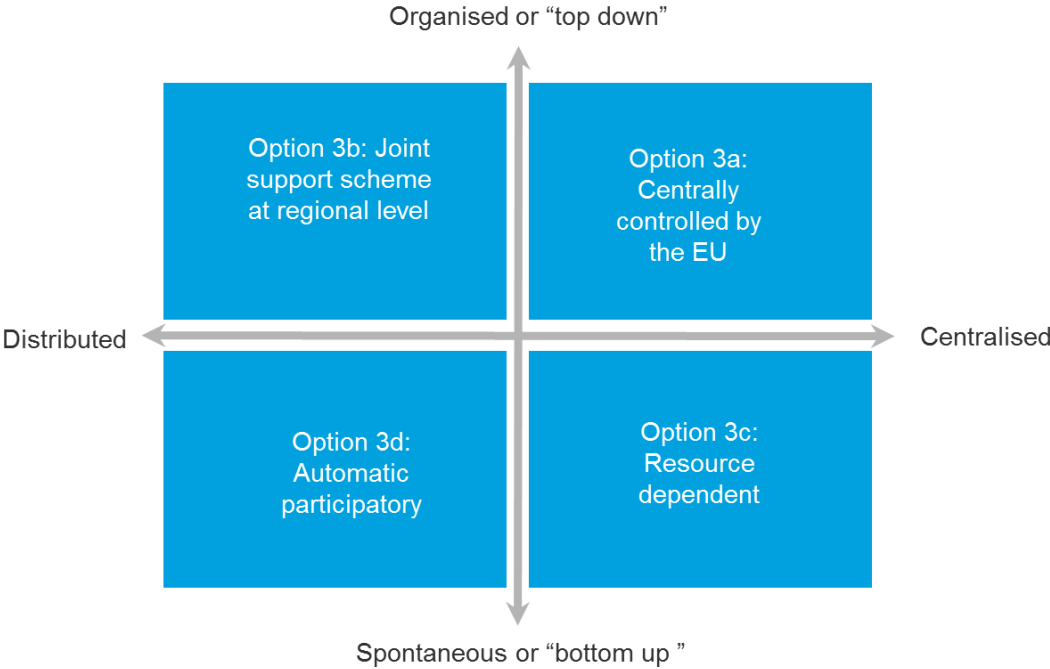 Organised or “top down”
Option 3b: Joint
support scheme
at regional level
Option 3a:
Centrally
controlled by
the EU
Distributed
Centralised
Option 3d:
Automatic
participatory
Option 3c:
Resource
dependent
Spontaneous or “bottom up ”